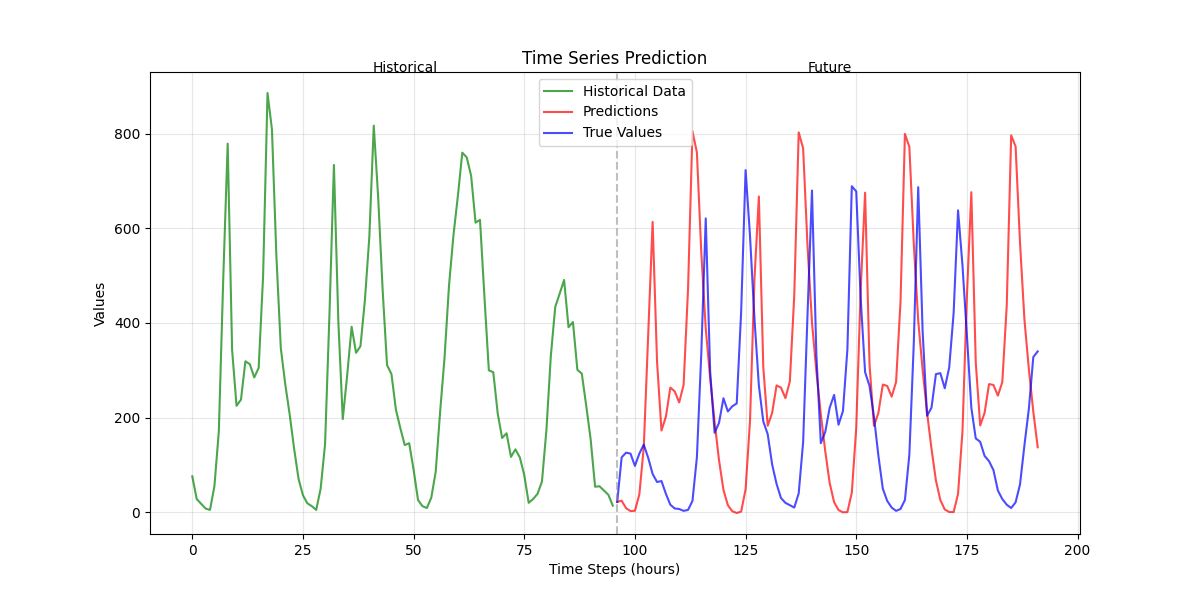 Time Series Prediction
Historical
Future
Historical Data
Predictions
True Values
Values
800
600
400
200
0
0
25
50
75
100
125
150
175
200
Time Steps (hours)